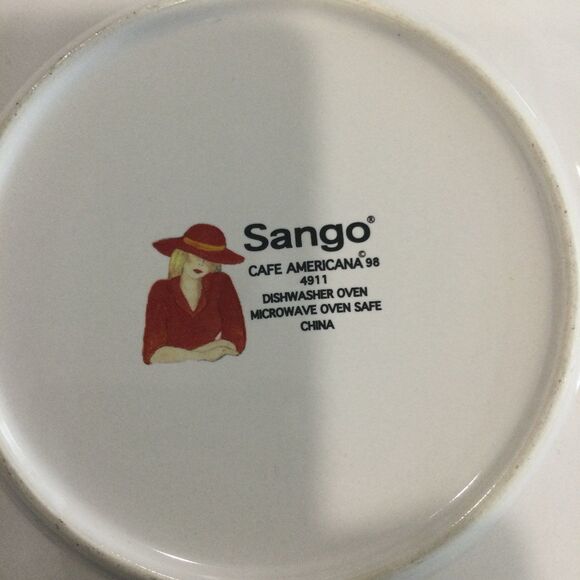 Sango®
CAFE AMERICANA © 98
4911
DISHWASHER OVEN
MICROWAVE OVEN SAFE
CHINA